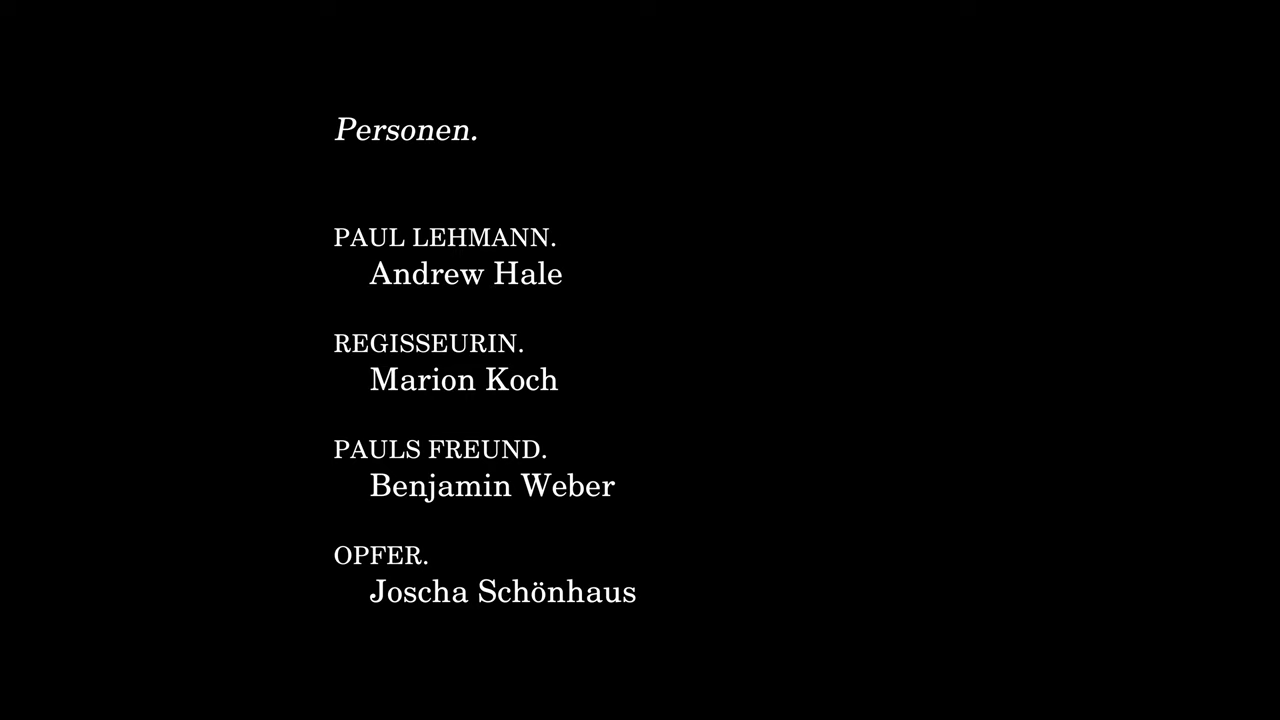 Personen.
PAUL LEHMANN.
Andrew Hale
REGISSEURIN.
Marion Koch
PAULS FREUND.
Benjamin Weber
OPFER.
Joscha Schönhaus